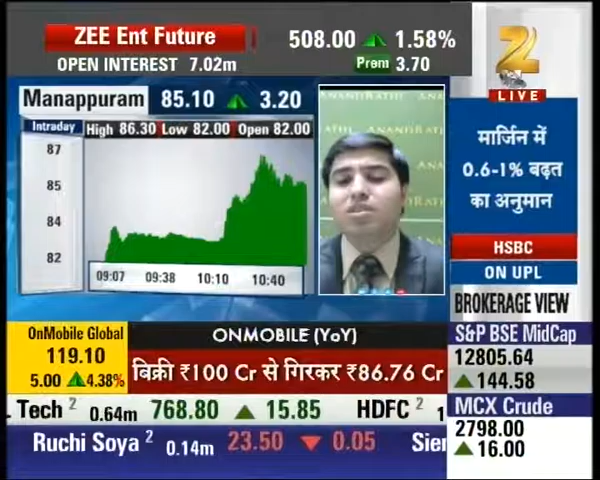 ZEE Ent Future
508.00 1.58%
OPEN INTEREST 7.02m
Prem 3.70
Z
LIVE
Manappuram 85.10 3.20
Intraday High 86.30 Low 82.00 Open 82.00
87
85
84
82
09:07 09:38 10:10 10:40
ANANDRATHI
मार्जिन में
0.6-1% बढ़त
का अनुमान
HSBC
ON UPL
BROKERAGE VIEW
OnMobile Global
119.10
5.00 4.38%
ONMOBILE (YoY)
बिक्री ₹100 Cr से गिरकर ₹86.76 Cr
S&P BSE MidCap
12805.64
144.58
. Tech 2 0.64m 768.80 15.85 HDFC 2 1
Ruchi Soya 2 0.14m 23.50 0.05 Sier
MCX Crude
2798.00
16.00